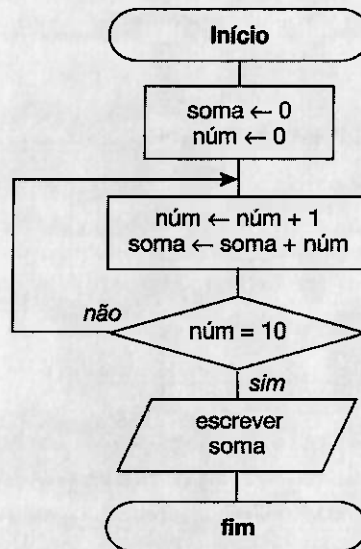 Início
soma ← 0
núm ← 0
núm ← núm + 1
soma ← soma + núm
não
núm = 10
sim
escrever
soma
fim